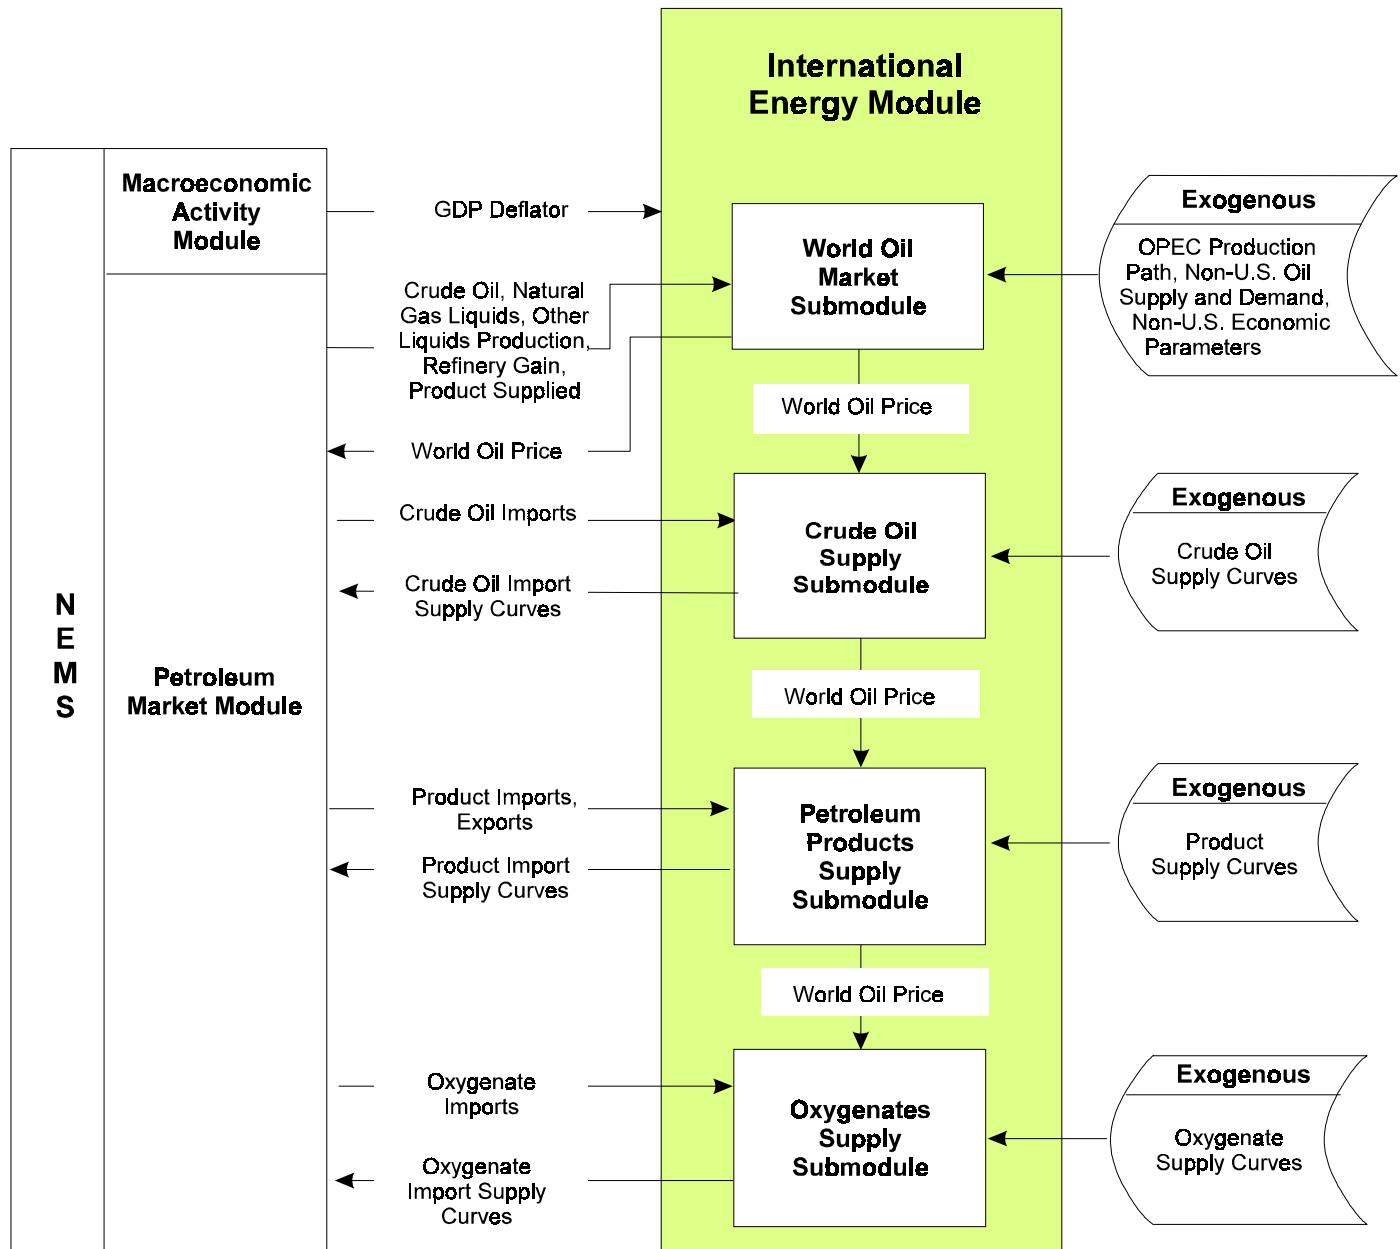 International
Energy Module
Macroeconomic
Activity
Module
GDP Deflator
World Oil
Market
Submodule
Exogenous
OPEC Production
Path, Non-U.S. Oil
Supply and Demand,
Non-U.S. Economic
Parameters
Crude Oil, Natural
Gas Liquids, Other
Liquids Production,
Refinery Gain,
Product Supplied
World Oil Price
World Oil Price
Crude Oil Imports
Crude Oil
Supply
Submodule
Exogenous
Crude Oil
Supply Curves
Crude Oil Import
Supply Curves
N
E
M
S
Petroleum
Market Module
World Oil Price
Product Imports,
Exports
Petroleum
Products
Supply
Submodule
Exogenous
Product
Supply Curves
Product Import
Supply Curves
World Oil Price
Oxygenate
Imports
Oxygenates
Supply
Submodule
Exogenous
Oxygenate
Supply Curves
Oxygenate
Import Supply
Curves